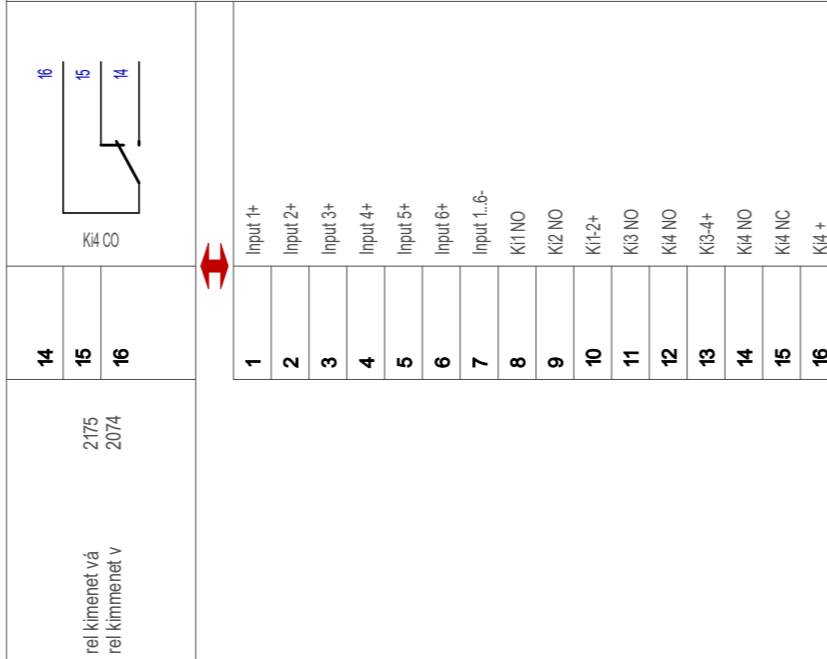 16
15
14
Ki4 CO
14
15 2175 rel kimenet vá
16 2074 rel kimmenet v
1 Input 1+
2 Input 2+
3 Input 3+
4 Input 4+
5 Input 5+
6 Input 6+
7 Input 1...6-
8 Ki1 NO
9 Ki2 NO
10 Ki1-2+
11 Ki3 NO
12 Ki4 NO
13 Ki3-4+
14 Ki4 NO
15 Ki4 NC
16 Ki4 +